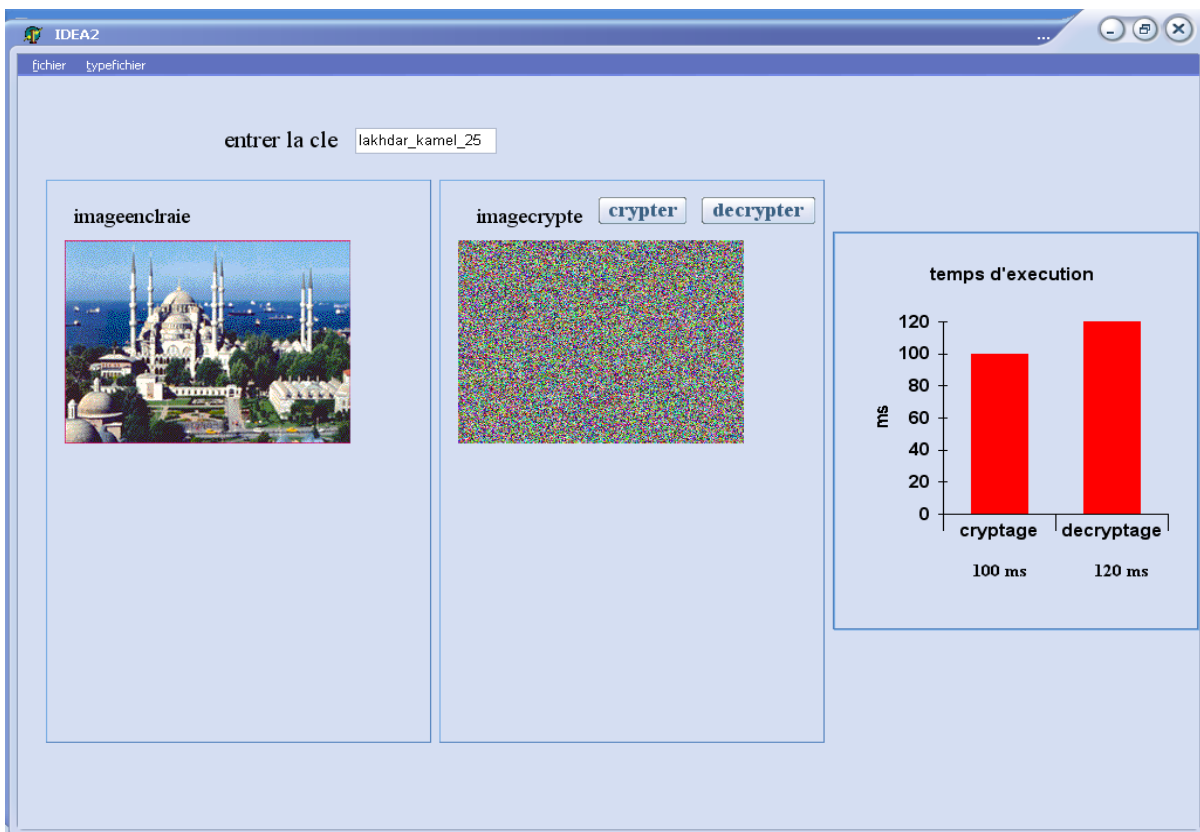 IDEA2
...
fichier typefichier
entrer la cle lakhdar_kamel_25
imageenclraie
imagecrypte crypter decrypter
temps d'execution
120
100
80
60
40
20
0
ms
cryptage decryptage
100 ms 120 ms